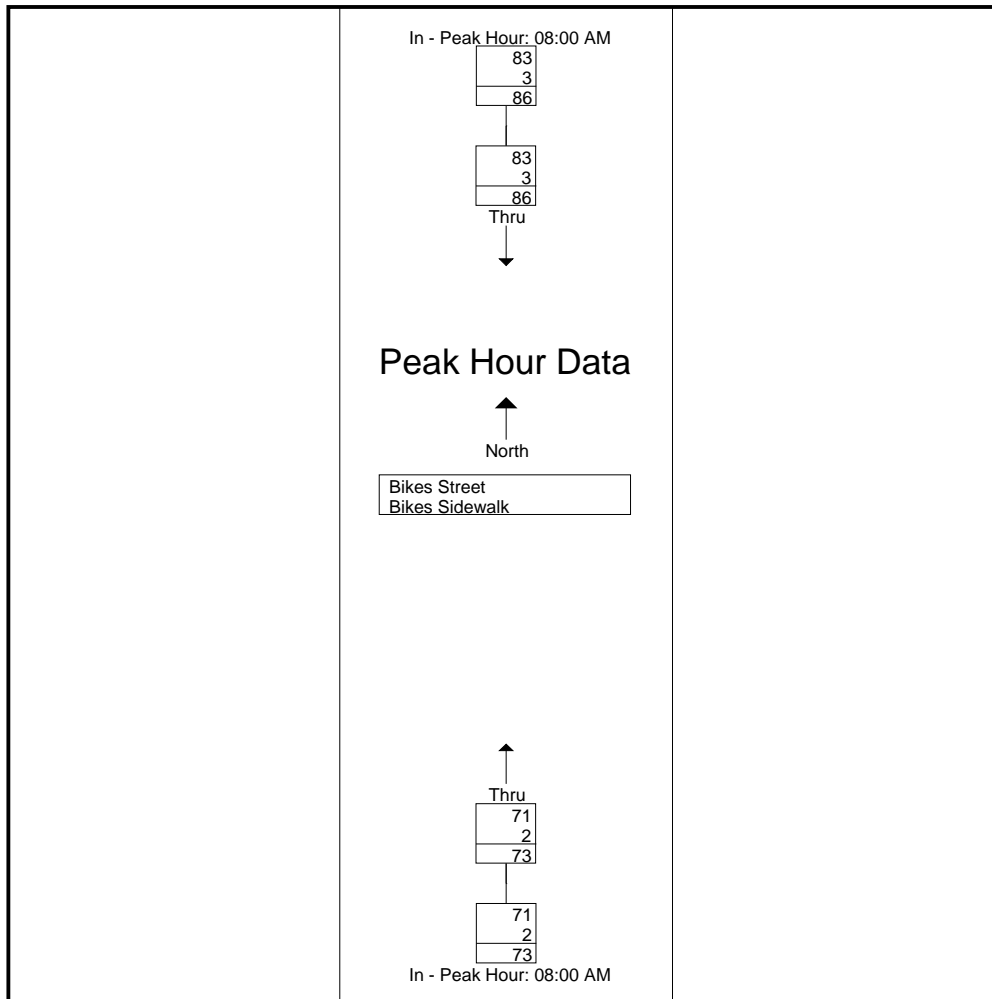 In - Peak Hour: 08:00 AM
83
3
86
83
3
86
Thru
Peak Hour Data
North
Bikes Street
Bikes Sidewalk
Thru
71
2
73
71
2
73
In - Peak Hour: 08:00 AM